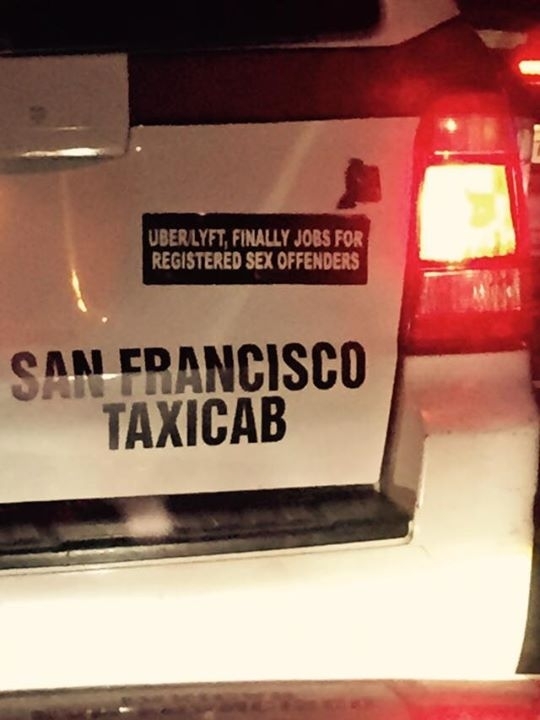 UBER/LYFT, FINALLY JOBS FOR
REGISTERED SEX OFFENDERS
SAN FRANCISCO
TAXICAB